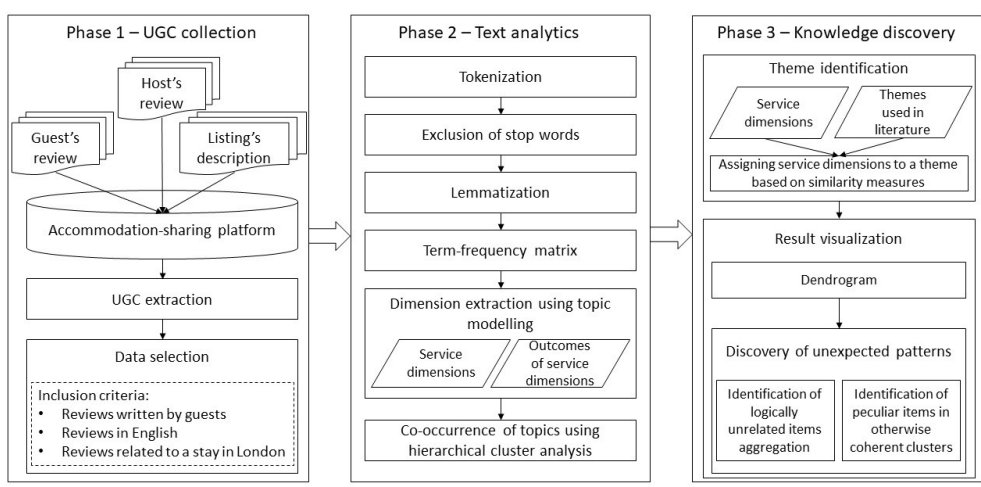 Phase 1 – UGC collection
Host's
review
Guest's
review
Listing's
description
Accommodation-sharing platform
UGC extraction
Data selection
Inclusion criteria:
• Reviews written by guests
• Reviews in English
• Reviews related to a stay in London
Phase 2 – Text analytics
Tokenization
Exclusion of stop words
Lemmatization
Term-frequency matrix
Dimension extraction using topic
modelling
Service
dimensions
Outcomes
of service
dimensions
Co-occurrence of topics using
hierarchical cluster analysis
Phase 3 – Knowledge discovery
Theme identification
Service
dimensions
Themes
used in
literature
Assigning service dimensions to a theme
based on similarity measures
Result visualization
Dendrogram
Discovery of unexpected patterns
Identification of
logically
unrelated items
aggregation
Identification of
peculiar items in
otherwise
coherent clusters